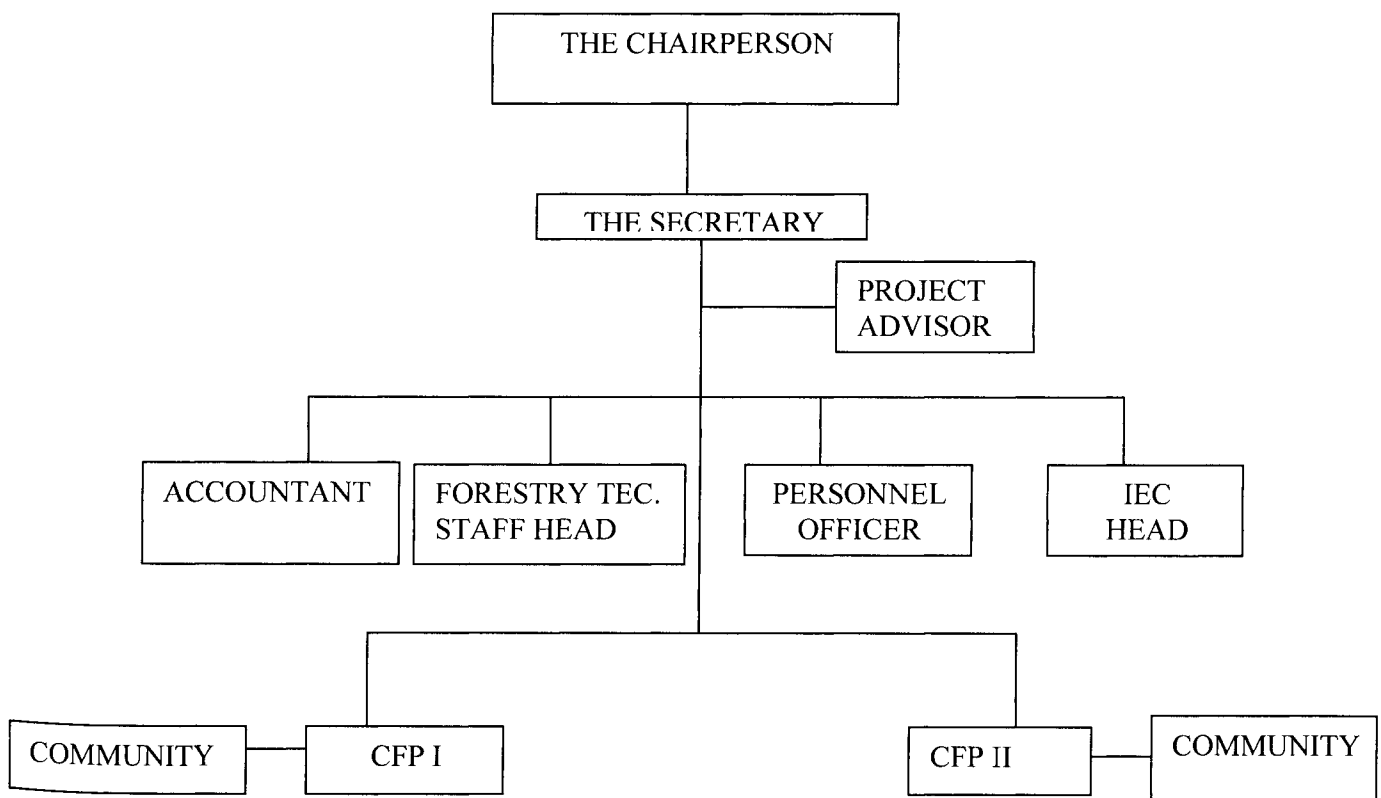 THE CHAIRPERSON
THE SECRETARY
PROJECT
ADVISOR
ACCOUNTANT
FORESTRY TEC.
STAFF HEAD
PERSONNEL
OFFICER
IEC
HEAD
COMMUNITY
CFP I
CFP II
COMMUNITY